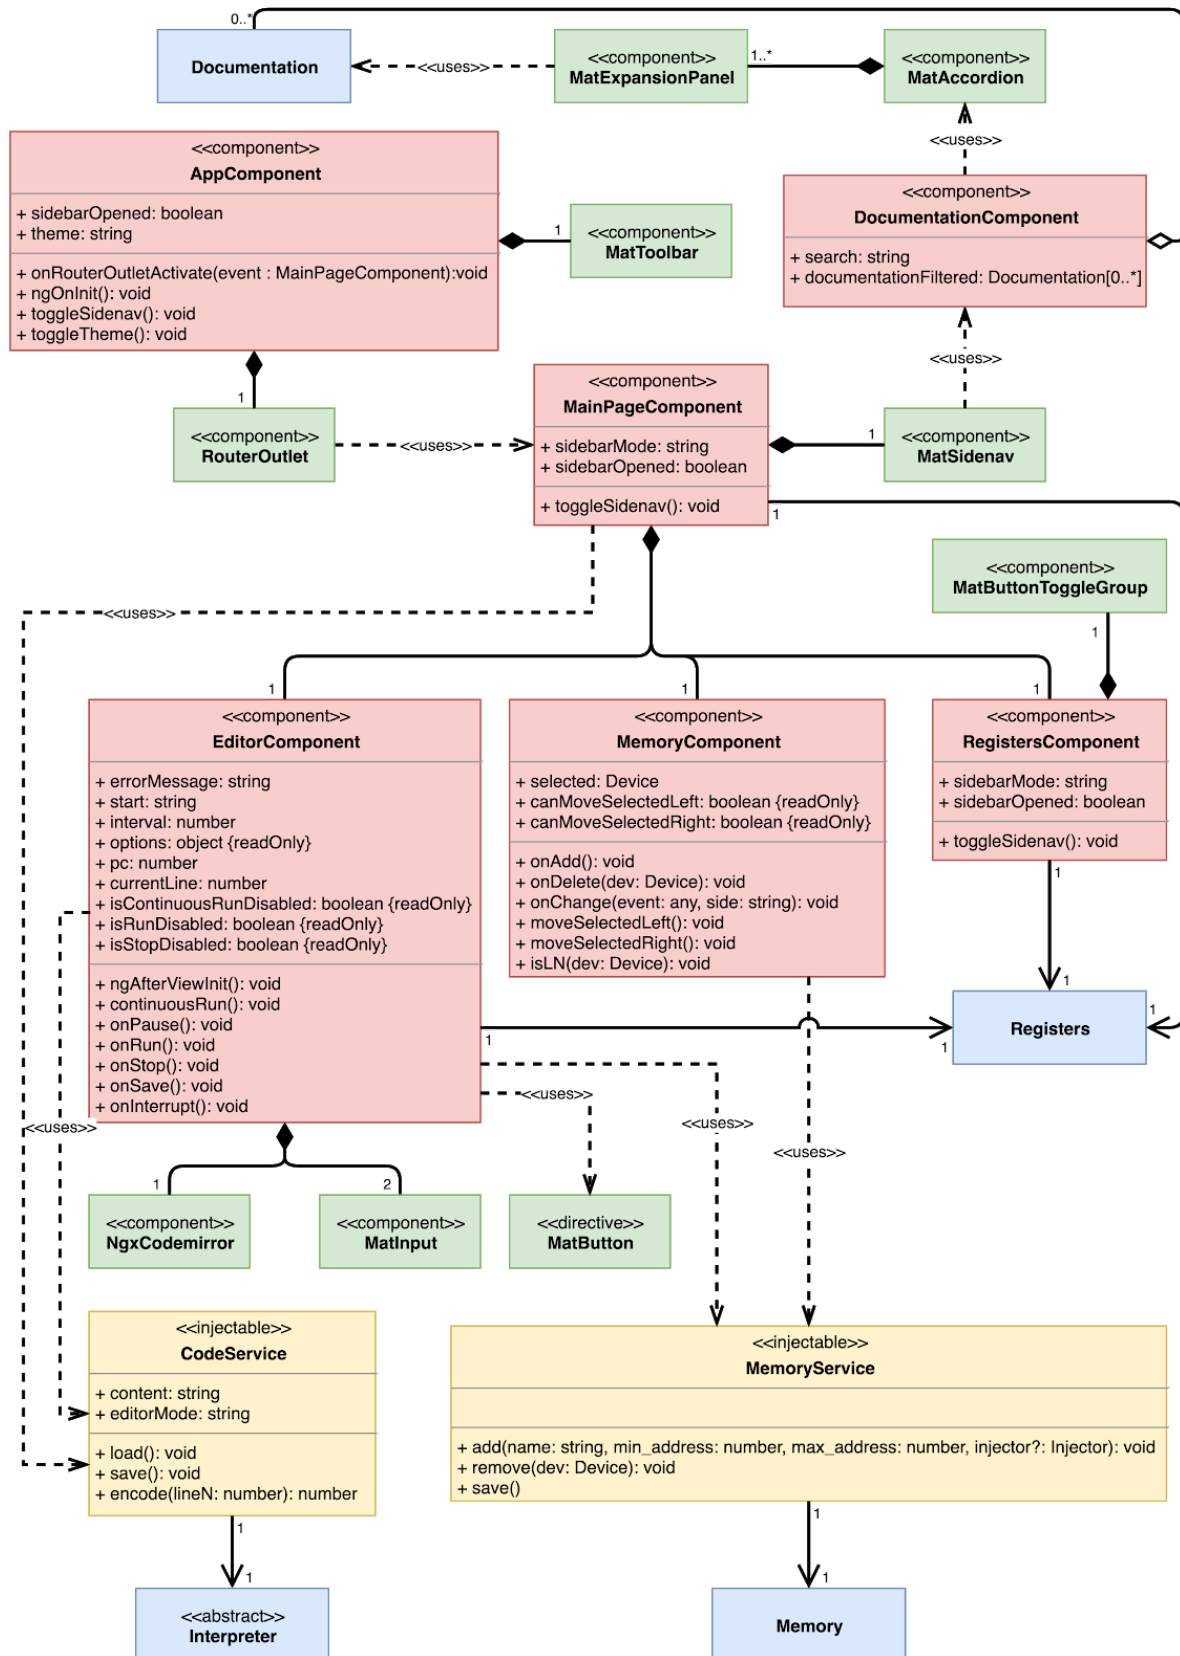 0..*
Documentation
<<uses>>
<<component>>
MatExpansionPanel
1..*
<<component>>
MatAccordion
<<uses>>
<<component>>
AppComponent
+ sidebarOpened: boolean
+ theme: string
+ onRouterOutletActivate(event : MainPageComponent):void
+ ngOnInit(): void
+ toggleSidenav(): void
+ toggleTheme(): void
1
<<component>>
MatToolbar
<<component>>
DocumentationComponent
+ search: string
+ documentationFiltered: Documentation[0..*]
<<uses>>
1
<<component>>
RouterOutlet
<<uses>>
<<component>>
MainPageComponent
+ sidebarMode: string
+ sidebarOpened: boolean
+ toggleSidenav(): void
1
<<component>>
MatSidenav
1
<<component>>
MatButtonToggleGroup
1
<<uses>>
1
1
1
<<component>>
EditorComponent
+ errorMessage: string
+ start: string
+ interval: number
+ options: object {readOnly}
+ pc: number
+ currentLine: number
+ isContinuousRunDisabled: boolean {readOnly}
+ isRunDisabled: boolean {readOnly}
+ isStopDisabled: boolean {readOnly}
+ ngAfterViewInit(): void
+ continuousRun(): void
+ onPause(): void
+ onRun(): void
+ onStop(): void
+ onSave(): void
+ onInterrupt(): void
<<component>>
MemoryComponent
+ selected: Device
+ canMoveSelectedLeft: boolean {readOnly}
+ canMoveSelectedRight: boolean {readOnly}
+ onAdd(): void
+ onDelete(dev: Device): void
+ onChange(event: any, side: string): void
+ moveSelectedLeft(): void
+ moveSelectedRight(): void
+ isLN(dev: Device): void
<<component>>
RegistersComponent
+ sidebarMode: string
+ sidebarOpened: boolean
+ toggleSidenav(): void
1
1
1
1
1
Registers
<<uses>>
<<uses>>
<<uses>>
<<uses>>
1
2
<<component>>
NgxCodemirror
<<component>>
MatInput
<<directive>>
MatButton
<<injectable>>
CodeService
+ content: string
+ editorMode: string
+ load(): void
+ save(): void
+ encode(lineN: number): number
<<injectable>>
MemoryService
+ add(name: string, min_address: number, max_address: number, injector?: Injector): void
+ remove(dev: Device): void
+ save()
1
1
1
1
<<abstract>>
Interpreter
Memory